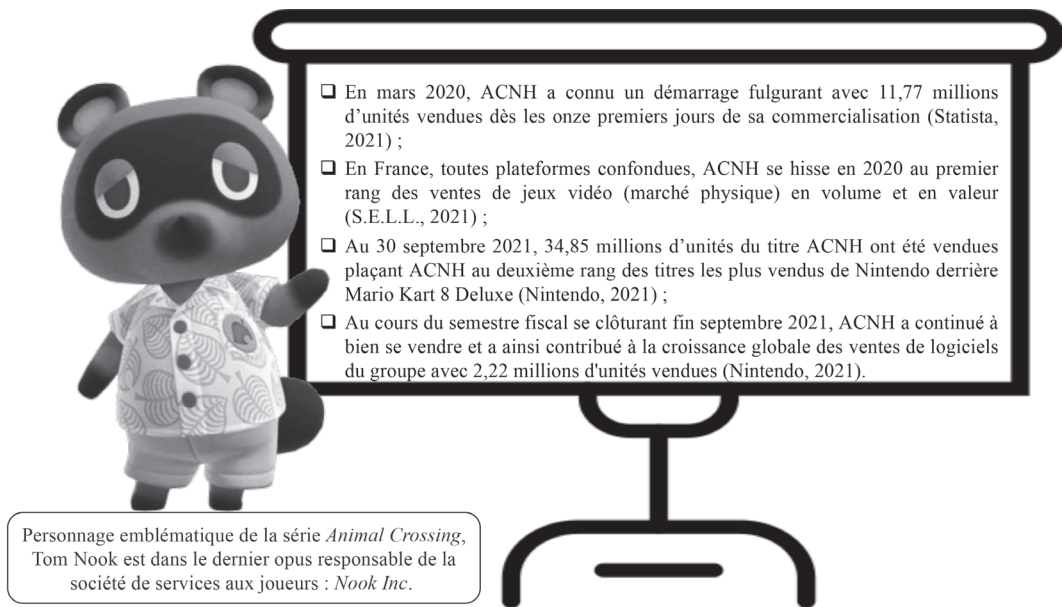 ❑ En mars 2020, ACNH a connu un démarrage fulgurant avec 11,77 millions
d’unités vendues dès les onze premiers jours de sa commercialisation (Statista,
2021) ;
❑ En France, toutes plateformes confondues, ACNH se hisse en 2020 au premier
rang des ventes de jeux vidéo (marché physique) en volume et en valeur
(S.E.L.L., 2021) ;
❑ Au 30 septembre 2021, 34,85 millions d’unités du titre ACNH ont été vendues
plaçant ACNH au deuxième rang des titres les plus vendus de Nintendo derrière
Mario Kart 8 Deluxe (Nintendo, 2021) ;
❑ Au cours du semestre fiscal se clôturant fin septembre 2021, ACNH a continué à
bien se vendre et a ainsi contribué à la croissance globale des ventes de logiciels
du groupe avec 2,22 millions d'unités vendues (Nintendo, 2021).
Personnage emblématique de la série Animal Crossing,
Tom Nook est dans le dernier opus responsable de la
société de services aux joueurs : Nook Inc.